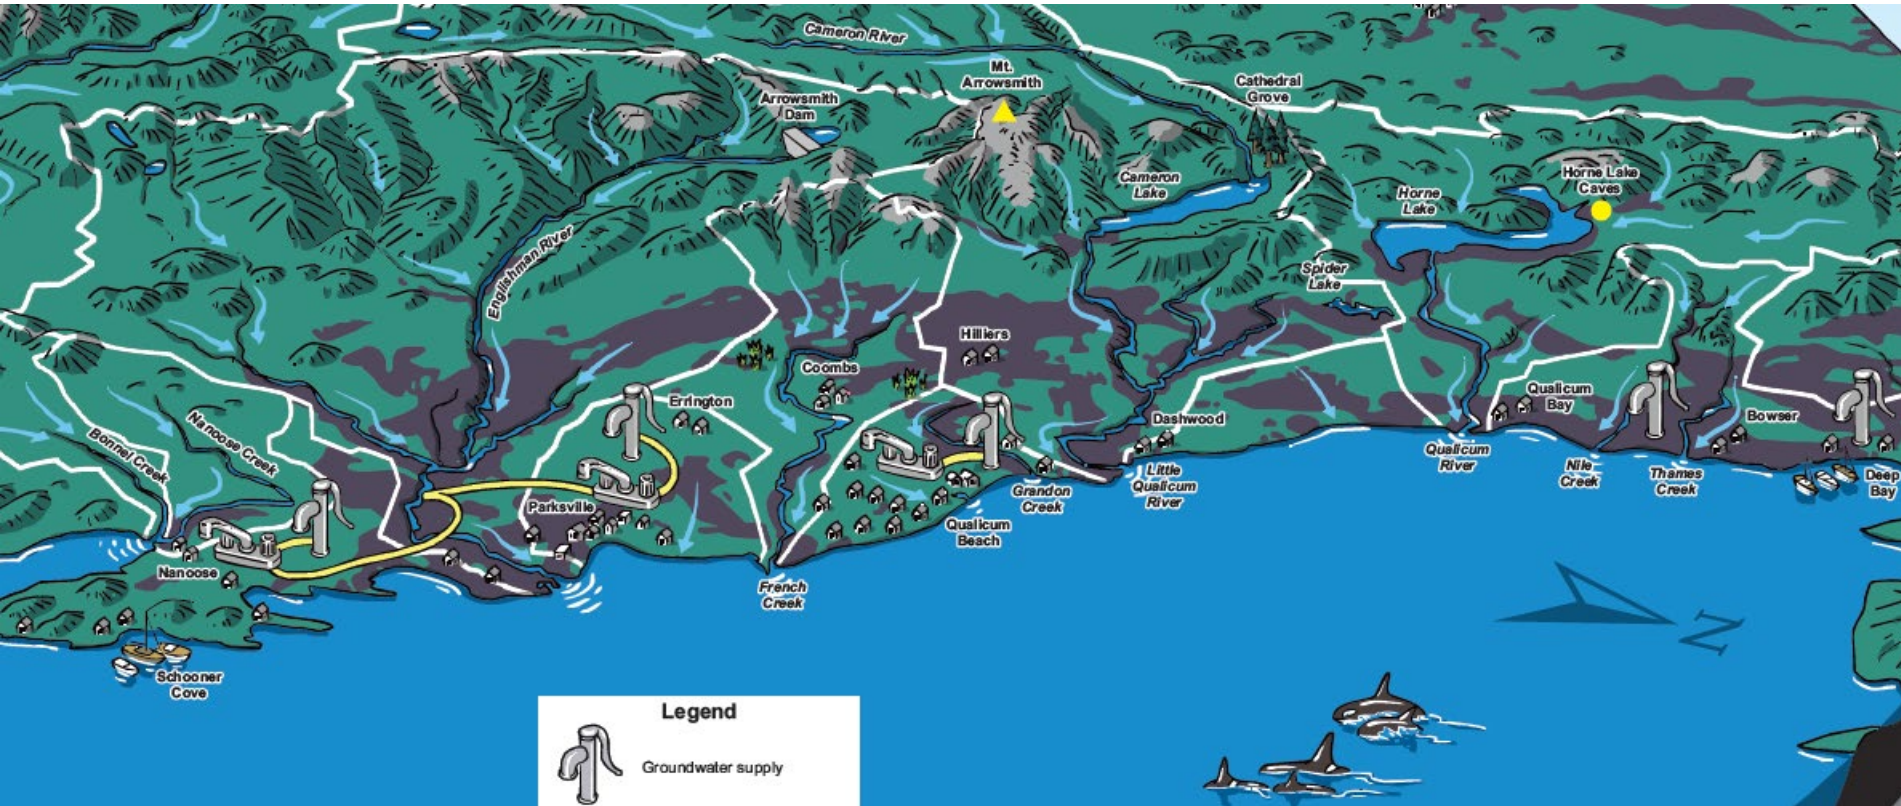 Cameron River
Mt.
Arrowsmith
Cathedral
Grove
Arrowsmith
Dam
Cameron
Lake
Horne Lake
Caves
Horne
Lake
Englishman River
Spider
Lake
Hilliers
Coombs
Errington
Qualicum
Bay
Dashwood
Bowser
Nanoose Creek
Bonnel Creek
Qualicum
River
Little
Qualicum
River
Nile
Creek
Thames
Creek
Deep
Bay
Grandon
Creek
Parksville
Qualicum
Beach
Nanoose
French
Creek
N
Schooner
Cove
Legend
Groundwater supply